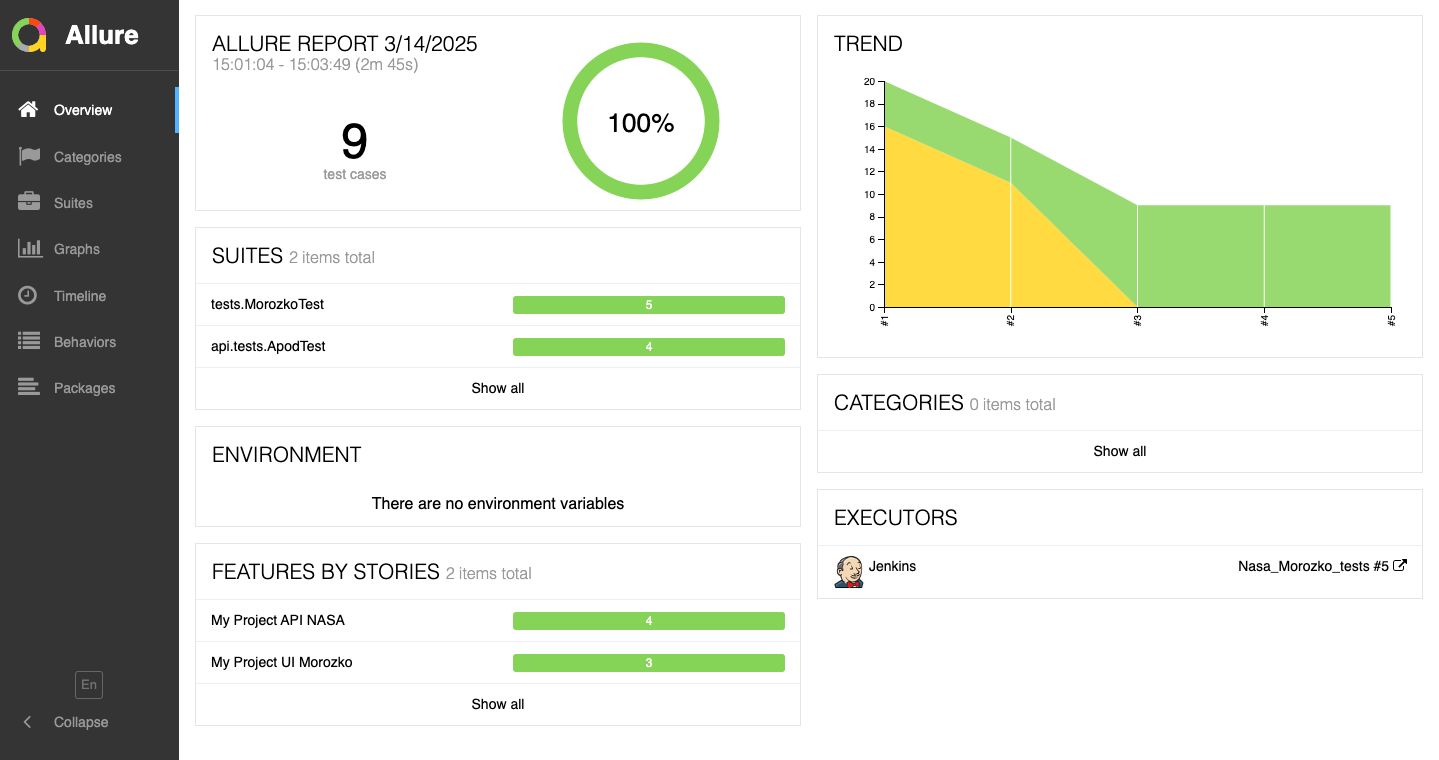 Allure
Overview
Categories
Suites
Graphs
Timeline
Behaviors
Packages
En
Collapse
ALLURE REPORT 3/14/2025
15:01:04 - 15:03:49 (2m 45s)
9
test cases
100%
SUITES 2 items total
tests.MorozkoTest 5
api.tests.ApodTest 4
Show all
ENVIRONMENT
There are no environment variables
FEATURES BY STORIES 2 items total
My Project API NASA 4
My Project UI Morozko 3
Show all
TREND
20
18
16
14
12
10
8
6
4
2
0
#1 #2 #3 #4 #5
CATEGORIES 0 items total
Show all
EXECUTORS
Jenkins Nasa_Morozko_tests #5